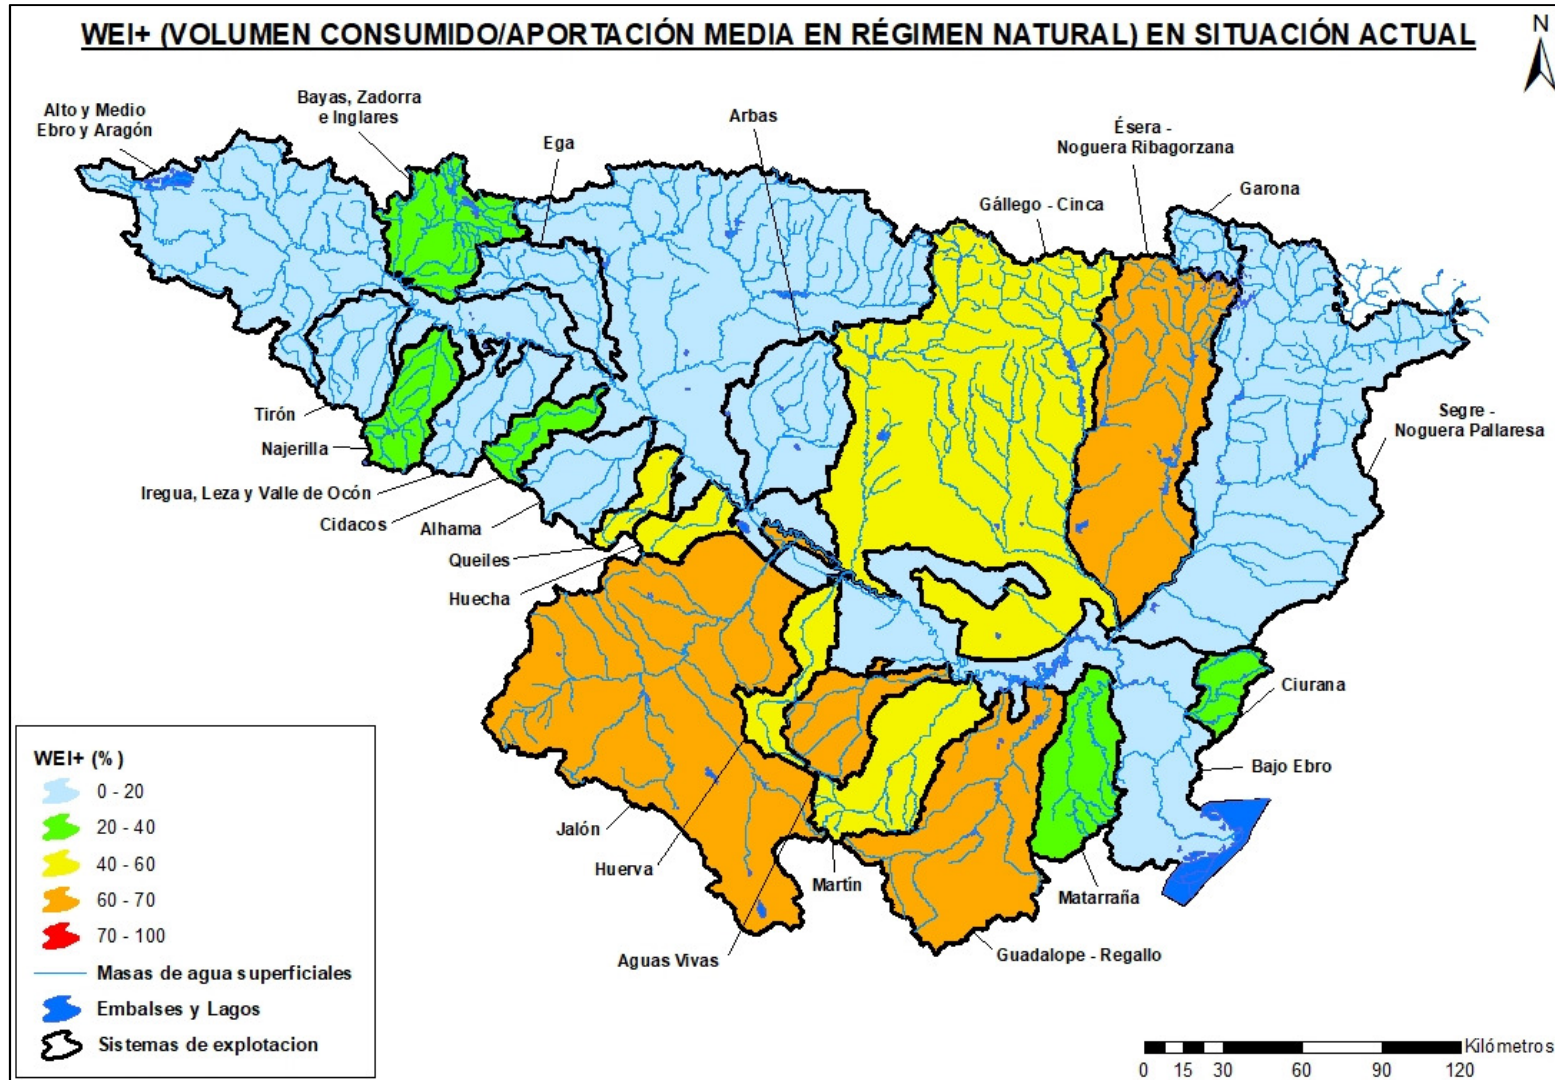 WEI+ (VOLUMEN CONSUMIDO/APORTACIÓN MEDIA EN RÉGIMEN NATURAL) EN SITUACIÓN ACTUAL
N
Alto y Medio
Ebro y Aragón
Bayas, Zadorra
e Inglares
Ega
Arbas
Ésera -
Noguera Ribagorzana
Garona
Gállego - Cinca
Tirón
Najerilla
Segre -
Noguera Pallaresa
Iregua, Leza y Valle de Ocón
Cidacos
Alhama
Queiles
Huecha
Ciurana
Bajo Ebro
Jalón
Huerva
Martín
Matarraña
Aguas Vivas
Guadalope - Regallo
WEI+ (%)
0 - 20
20 - 40
40 - 60
60 - 70
70 - 100
Masas de agua superficiales
Embalses y Lagos
Sistemas de explotacion
Kilómetros
0 15 30 60 90 120